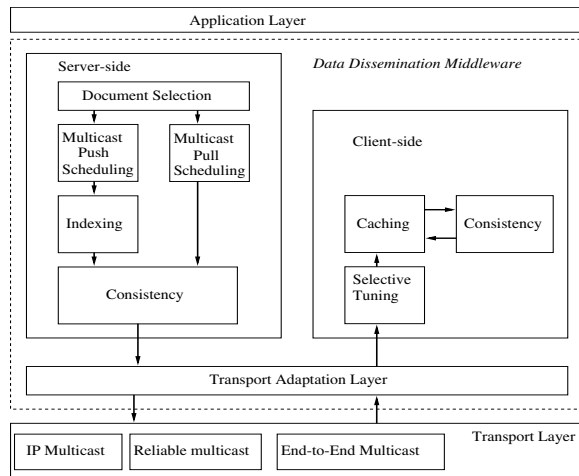 Application Layer
Server-side
Data Dissemination Middleware
Document Selection
Multicast
Push
Scheduling
Multicast
Pull
Scheduling
Client-side
Indexing
Caching
Consistency
Consistency
Selective
Tuning
Transport Adaptation Layer
Transport Layer
IP Multicast
Reliable multicast
End-to-End Multicast